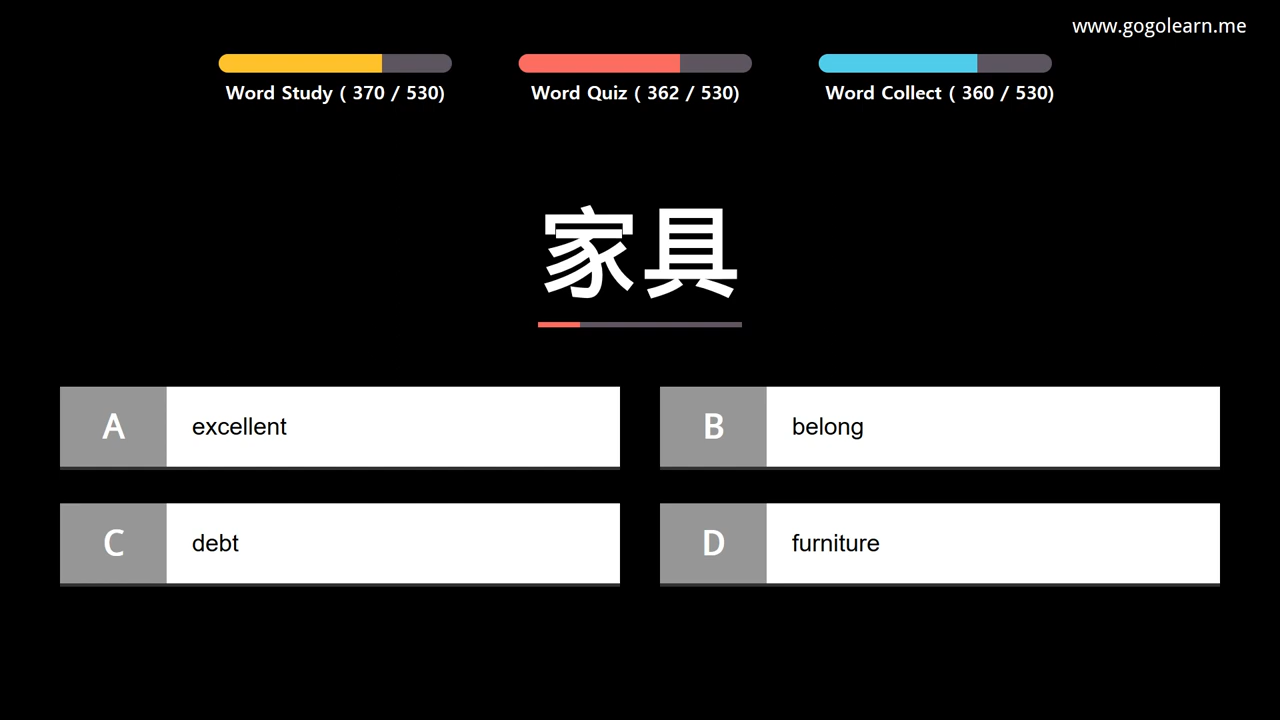 www.gogolearn.me
Word Study ( 370 / 530)
Word Quiz ( 362 / 530)
Word Collect ( 360 / 530)
家具
A excellent
B belong
C debt
D furniture